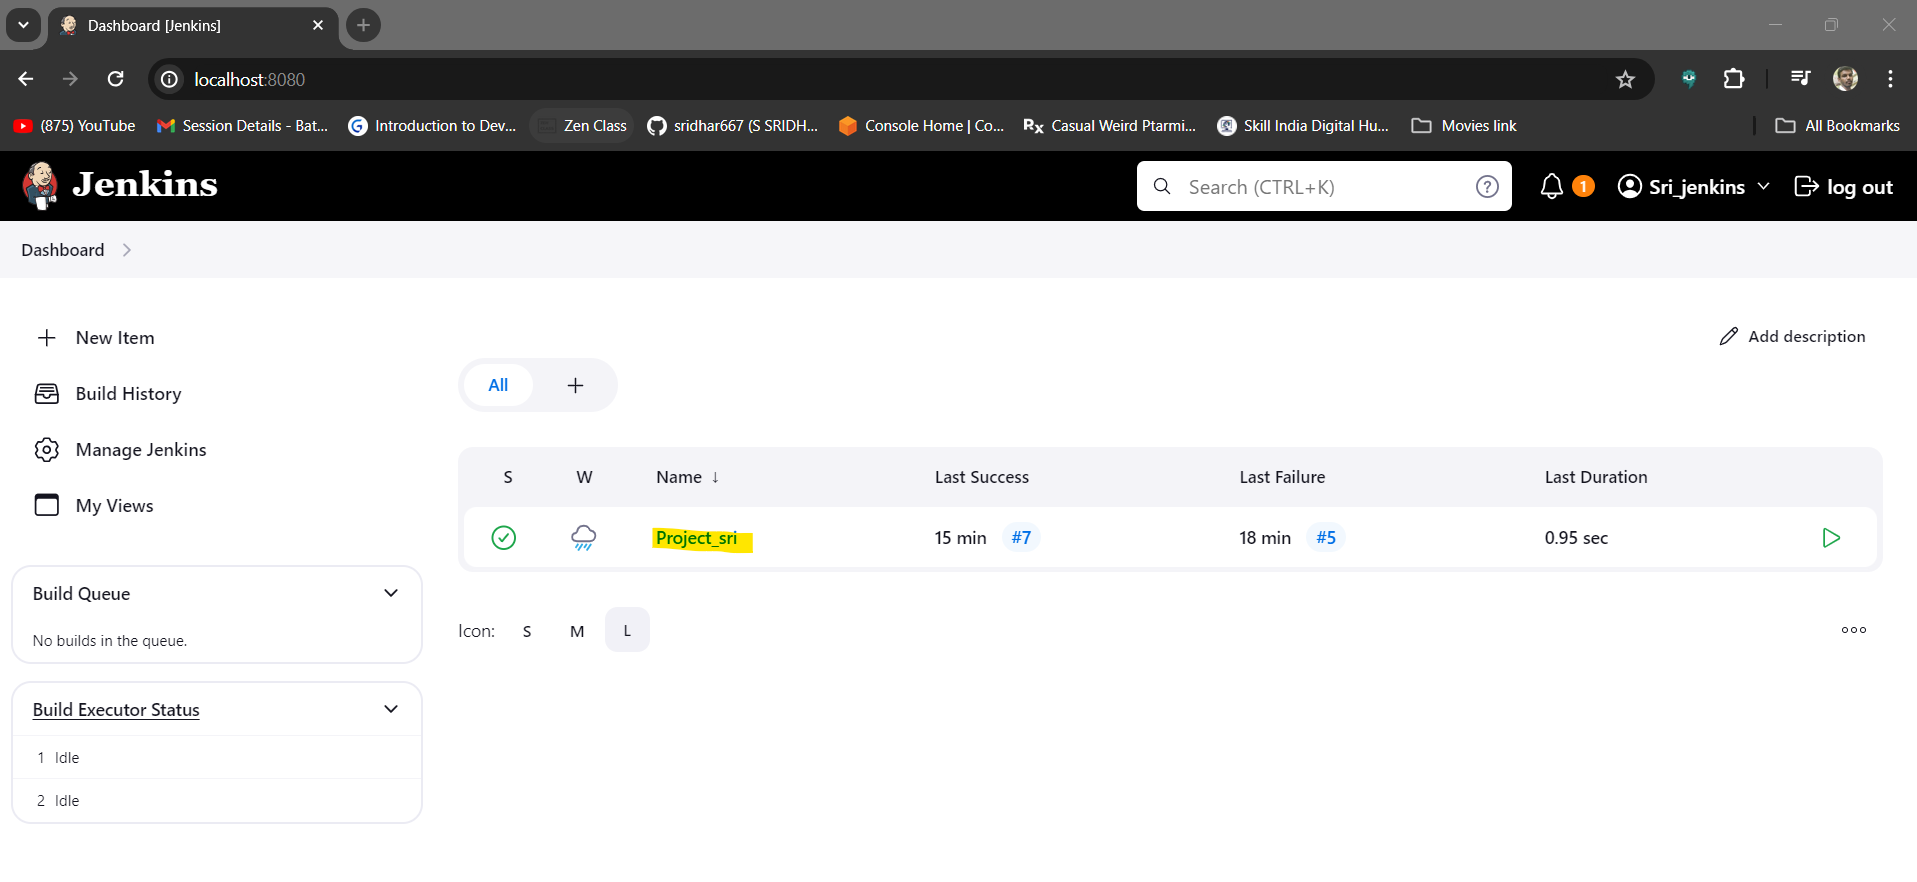 Dashboard [Jenkins]
localhost:8080
(875) YouTube Session Details - Bat... Introduction to Dev... Zen Class sridhar667 (S SRIDH... Console Home | Co... Rx Casual Weird Ptarmi... Skill India Digital Hu... Movies link All Bookmarks
Jenkins Search (CTRL+K) ? 1 Sri_jenkins log out
Dashboard
New Item
Build History
Manage Jenkins
My Views
Build Queue
No builds in the queue.
Build Executor Status
1 Idle
2 Idle
Add description
All +
S W Name ↓ Last Success Last Failure Last Duration
Project_sri 15 min #7 18 min #5 0.95 sec
Icon: S M L